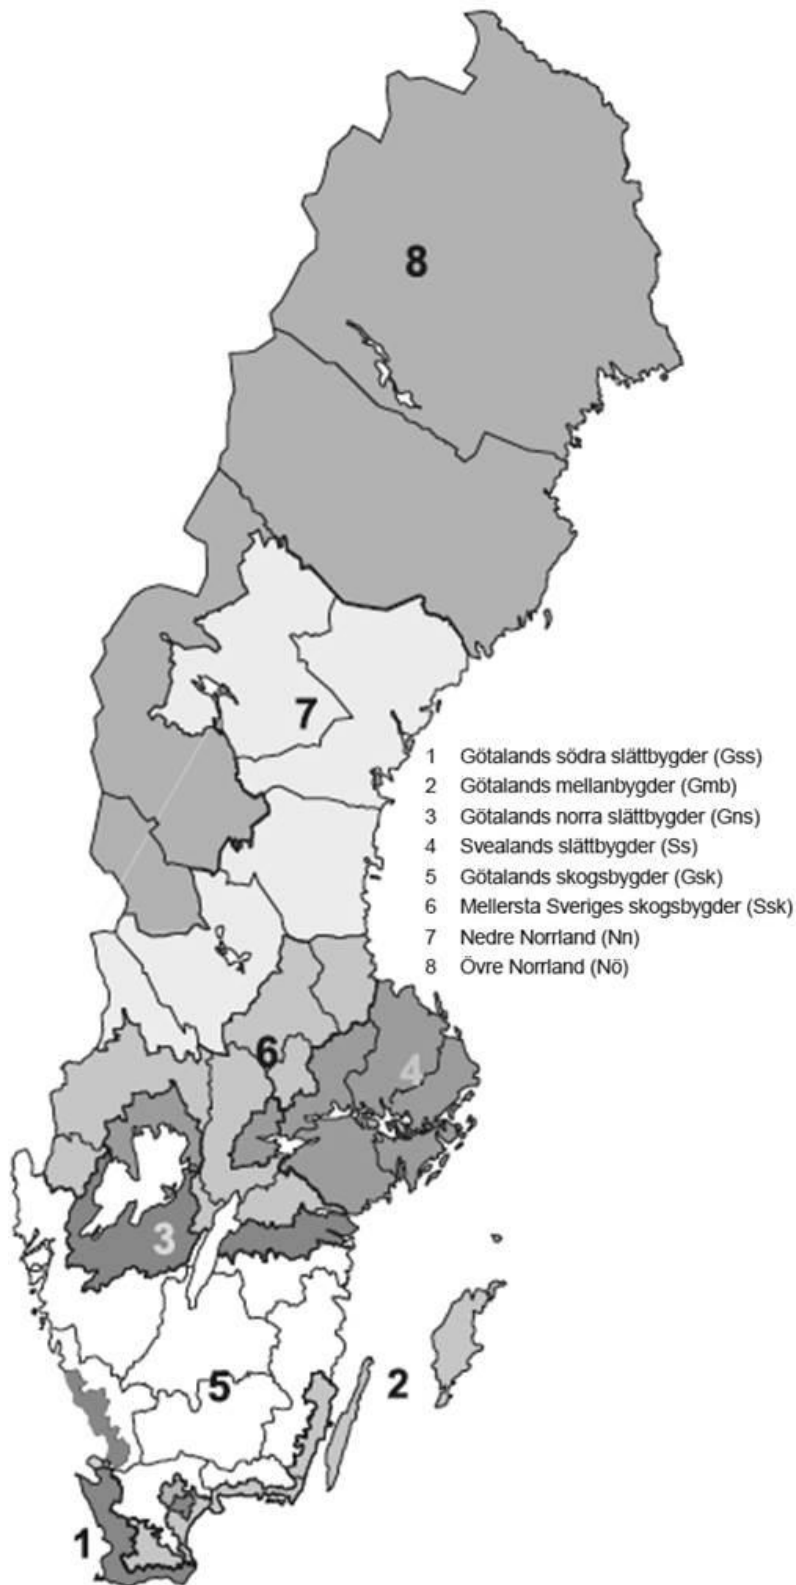 8
7
1 Götalands södra slättbygder (Gss)
2 Götalands mellanbygder (Gmb)
3 Götalands norra slättbygder (Gns)
4 Svealands slättbygder (Ss)
5 Götalands skogsbygder (Gsk)
6 Mellersta Sveriges skogsbygder (Ssk)
7 Nedre Norrland (Nn)
8 Övre Norrland (Nö)
6
4
3
5
2
1